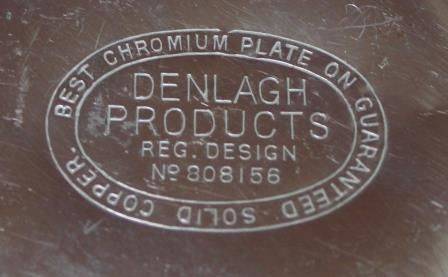 BEST CHROMIUM PLATE ON GUARANTEED SOLID COPPER.
DENLAGH
PRODUCTS
REG. DESIGN
Nº 808156